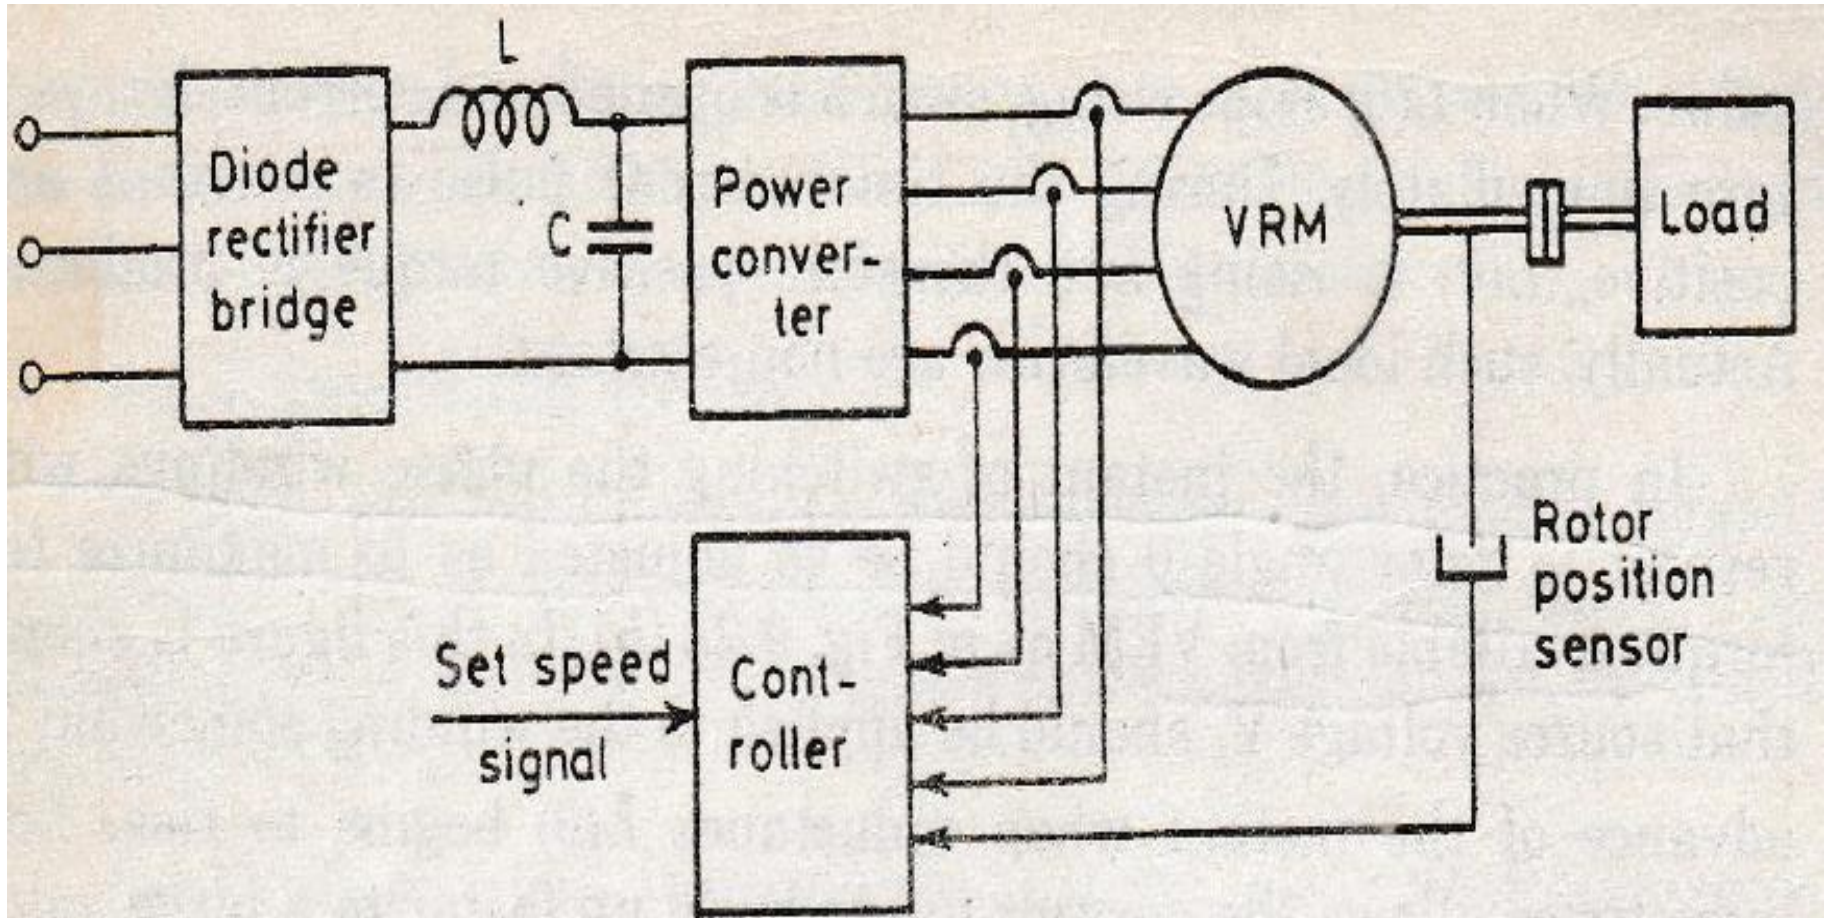 L
Diode
rectifier
bridge
C
Power
conver-
ter
VRM
Load
Rotor
position
sensor
Set speed
signal
Cont-
roller